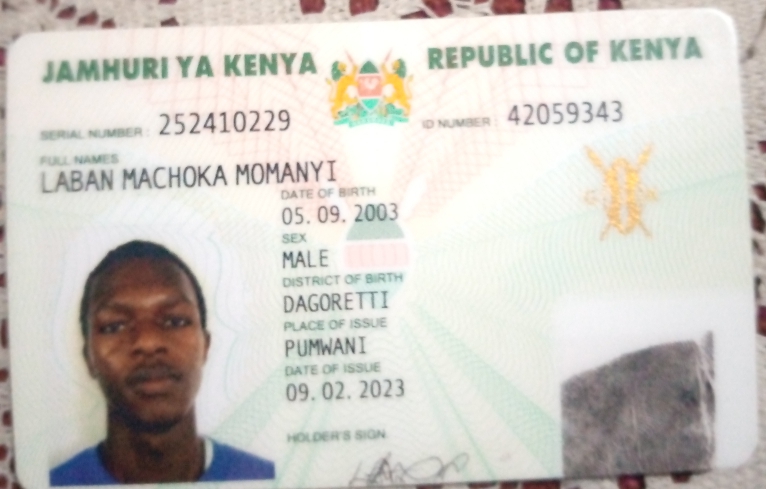 JAMHURI YA KENYA REPUBLIC OF KENYA
SERIAL NUMBER: 252410229 ID NUMBER: 42059343
FULL NAMES
LABAN MACHOKA MOMANYI
DATE OF BIRTH
05. 09. 2003
SEX
MALE
DISTRICT OF BIRTH
DAGORETTI
PLACE OF ISSUE
PUMWANI
DATE OF ISSUE
09. 02. 2023
HOLDER'S SIGN